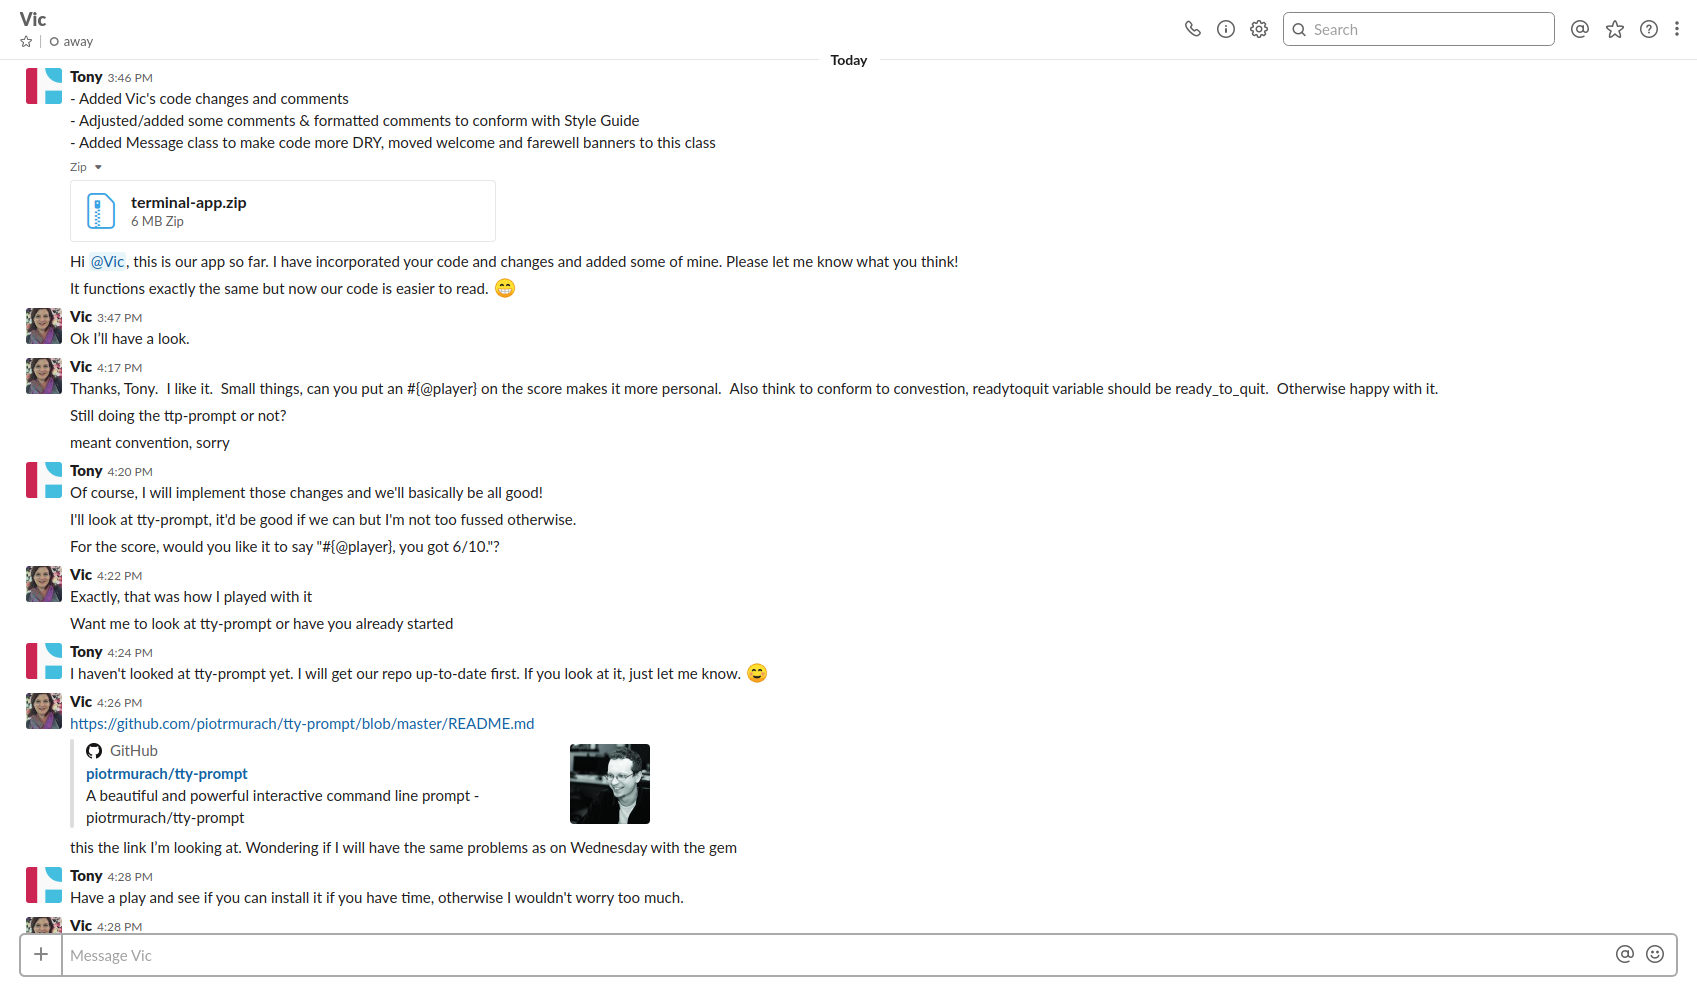 Vic
away
Search
Today
Tony 3:46 PM
- Added Vic's code changes and comments
- Adjusted/added some comments & formatted comments to conform with Style Guide
- Added Message class to make code more DRY, moved welcome and farewell banners to this class
Zip
terminal-app.zip
6 MB Zip
Hi @Vic, this is our app so far. I have incorporated your code and changes and added some of mine. Please let me know what you think!
It functions exactly the same but now our code is easier to read.
Vic 3:47 PM
Ok I’ll have a look.
Vic 4:17 PM
Thanks, Tony.  I like it.  Small things, can you put an #{@player} on the score makes it more personal.  Also think to conform to convestion, readytoquit variable should be ready_to_quit.  Otherwise happy with it.
Still doing the ttp-prompt or not?
meant convention, sorry
Tony 4:20 PM
Of course, I will implement those changes and we'll basically be all good!
I'll look at tty-prompt, it'd be good if we can but I'm not too fussed otherwise.
For the score, would you like it to say "#{@player}, you got 6/10."?
Vic 4:22 PM
Exactly, that was how I played with it
Want me to look at tty-prompt or have you already started
Tony 4:24 PM
I haven't looked at tty-prompt yet. I will get our repo up-to-date first. If you look at it, just let me know.
Vic 4:26 PM
https://github.com/piotrmurach/tty-prompt/blob/master/README.md
GitHub
piotrmurach/tty-prompt
A beautiful and powerful interactive command line prompt -
piotrmurach/tty-prompt
this the link I’m looking at. Wondering if I will have the same problems as on Wednesday with the gem
Tony 4:28 PM
Have a play and see if you can install it if you have time, otherwise I wouldn't worry too much.
Vic 4:28 PM
Message Vic